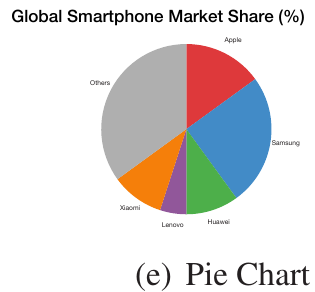 Global Smartphone Market Share (%)
Apple
Others
Samsung
Xiaomi
Huawei
Lenovo
(e) Pie Chart